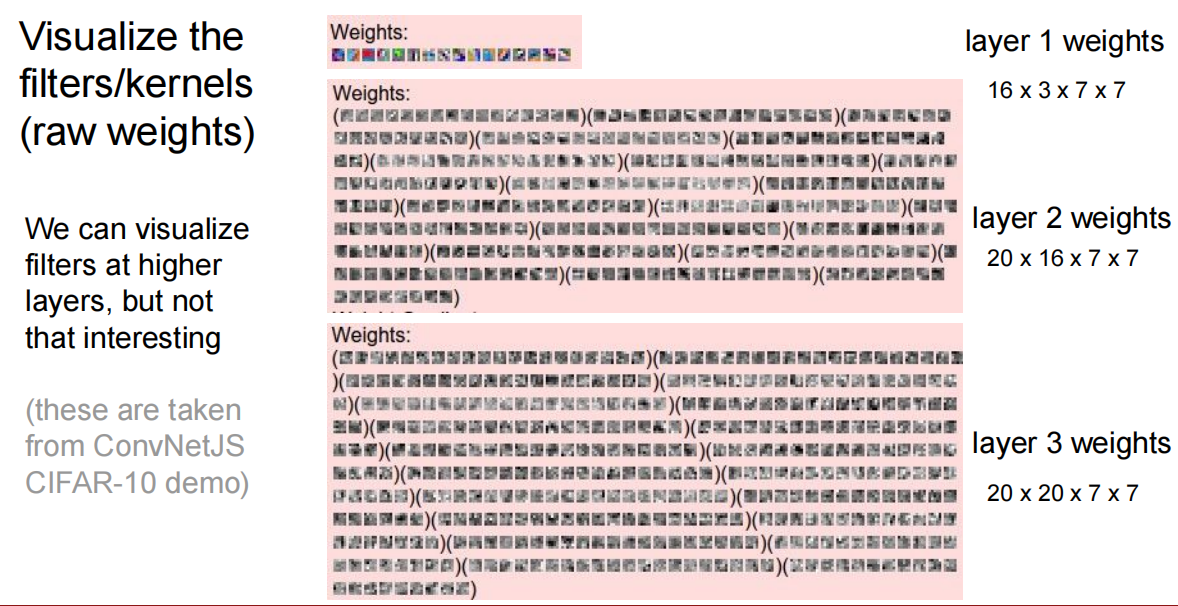 Visualize the
filters/kernels
(raw weights)
We can visualize
filters at higher
layers, but not
that interesting
(these are taken
from ConvNetJS
CIFAR-10 demo)
Weights:
layer 1 weights
16 x 3 x 7 x 7
Weights:
layer 2 weights
20 x 16 x 7 x 7
Weights:
layer 3 weights
20 x 20 x 7 x 7